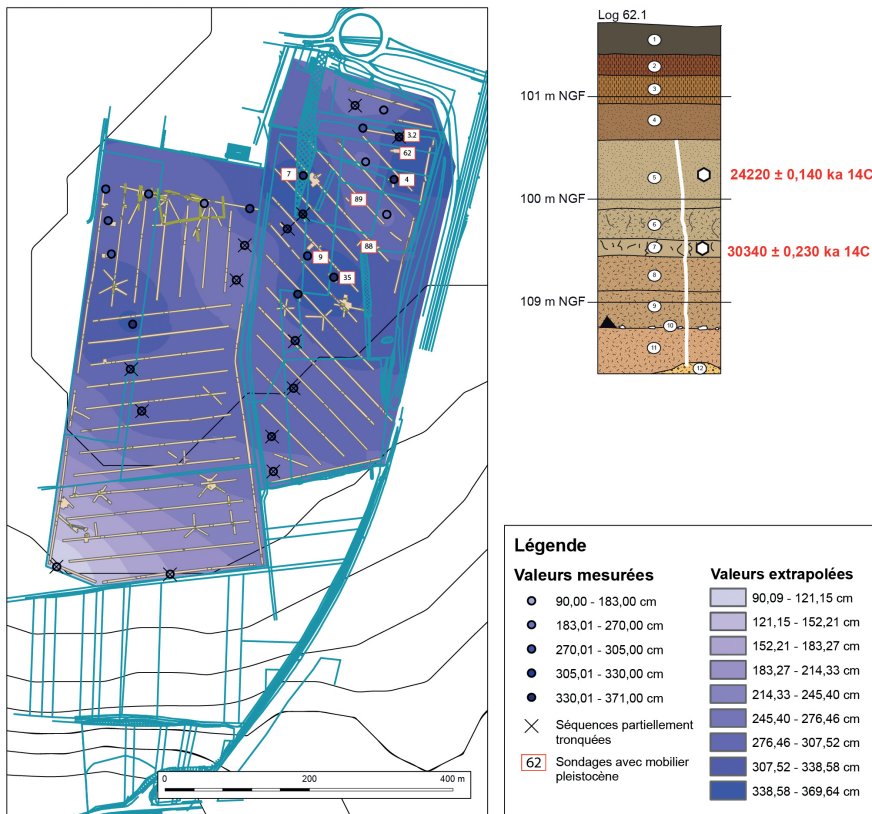 Log 62.1
1
2
3
101 m NGF
4
5
24220 ± 0,140 ka 14C
100 m NGF
6
7
30340 ± 0,230 ka 14C
8
109 m NGF
9
10
11
12
3.2
62
7
4
89
88
9
35
0
200
400 m
Légende
Valeurs mesurées
90,00 - 183,00 cm
183,01 - 270,00 cm
270,01 - 305,00 cm
305,01 - 330,00 cm
330,01 - 371,00 cm
Séquences partiellement
tronquées
62
Sondages avec mobilier
pleistocène
Valeurs extrapolées
90,09 - 121,15 cm
121,15 - 152,21 cm
152,21 - 183,27 cm
183,27 - 214,33 cm
214,33 - 245,40 cm
245,40 - 276,46 cm
276,46 - 307,52 cm
307,52 - 338,58 cm
338,58 - 369,64 cm